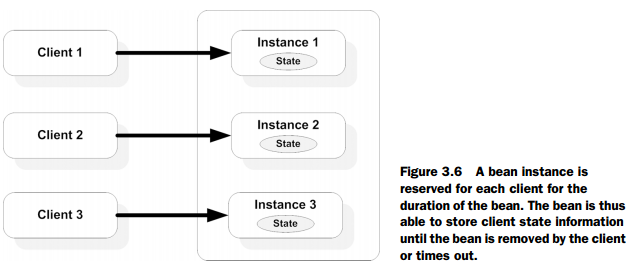 Client 1
Instance 1
State
Client 2
Instance 2
State
Client 3
Instance 3
State
Figure 3.6 A bean instance is
reserved for each client for the
duration of the bean. The bean is thus
able to store client state information
until the bean is removed by the client
or times out.